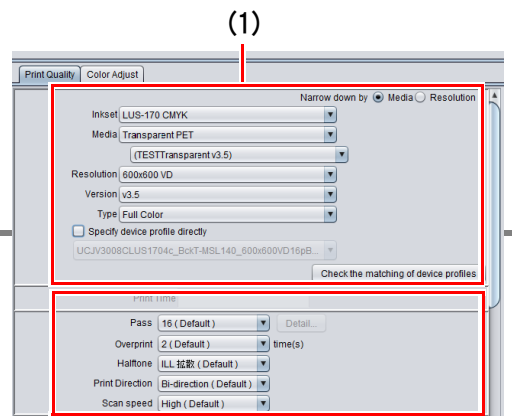 (1)
Print Quality Color Adjust
Narrow down by Media Resolution
Inkset LUS-170 CMYK
Media Transparent PET
(TESTTransparent v3.5)
Resolution 600x600 VD
Version v3.5
Type Full Color
Specify device profile directly
UCJV3008CLUS1704c_BckT-MSL140_600x600VD16pB...
Check the matching of device profiles
Print Time
Pass 16 ( Default ) Detail...
Overprint 2 ( Default ) time(s)
Halftone ILL 拡散 ( Default )
Print Direction Bi-direction ( Default )
Scan speed High ( Default )